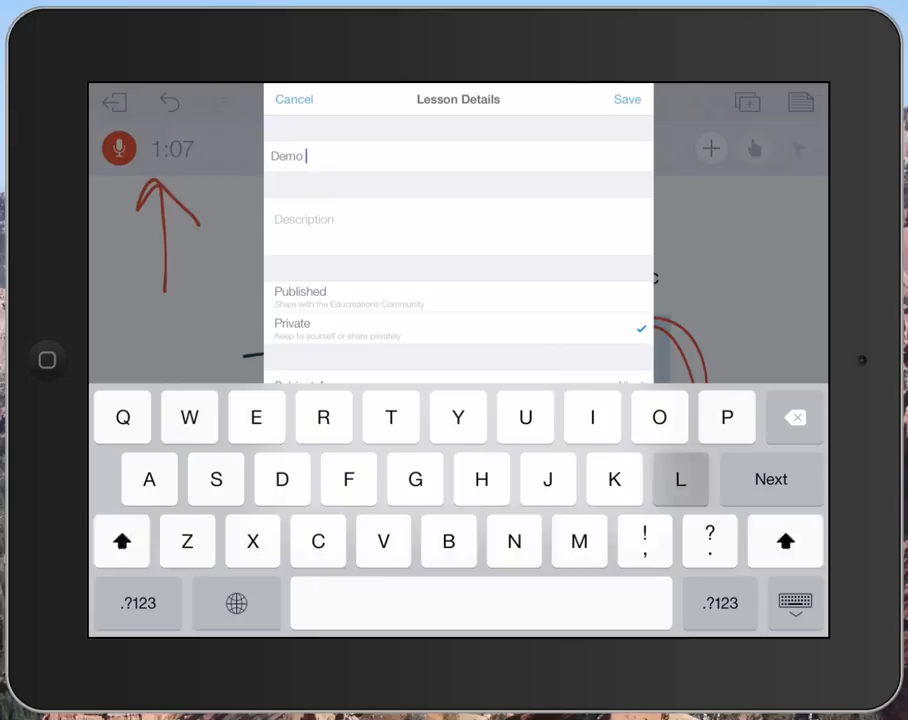 Cancel Lesson Details Save
1:07
Demo
Description
Published
Share with the Educreations Community
c
Private
Keep to yourself or share privately
Q W E R T Y U I O P
A S D F G H J K L Next
Z X C V B N M ! , ? .
.?123 .?123